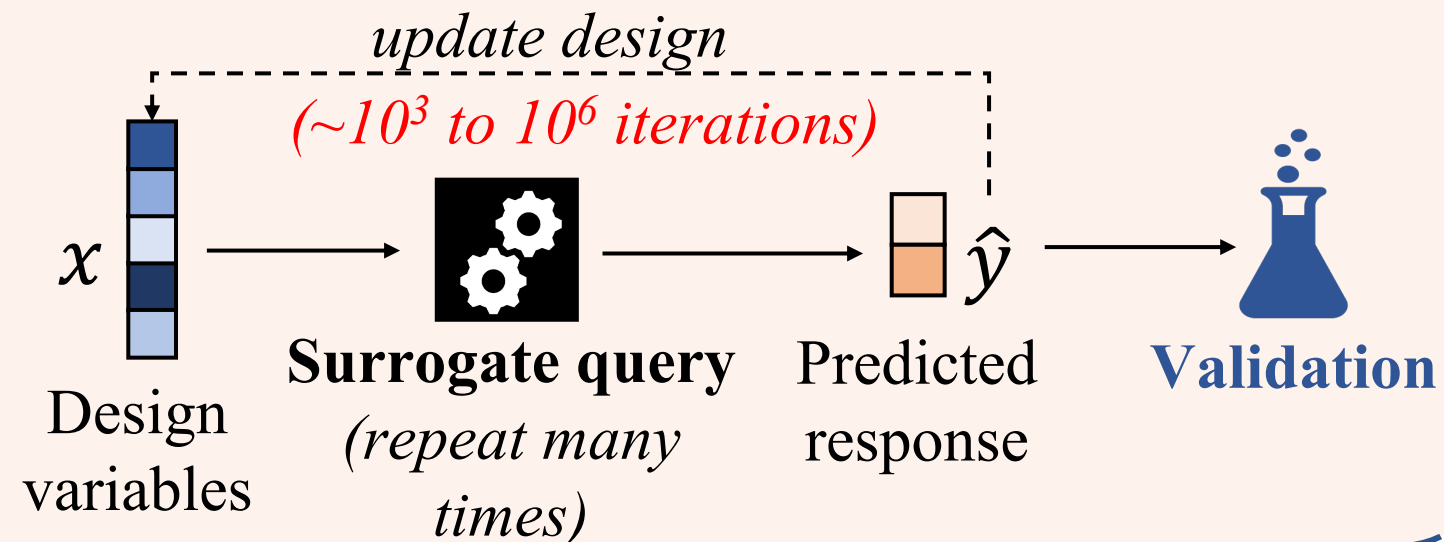 update design
(~10³ to 10⁶ iterations)
x
ŷ
Design
variables
Surrogate query
(repeat many
times)
Predicted
response
Validation